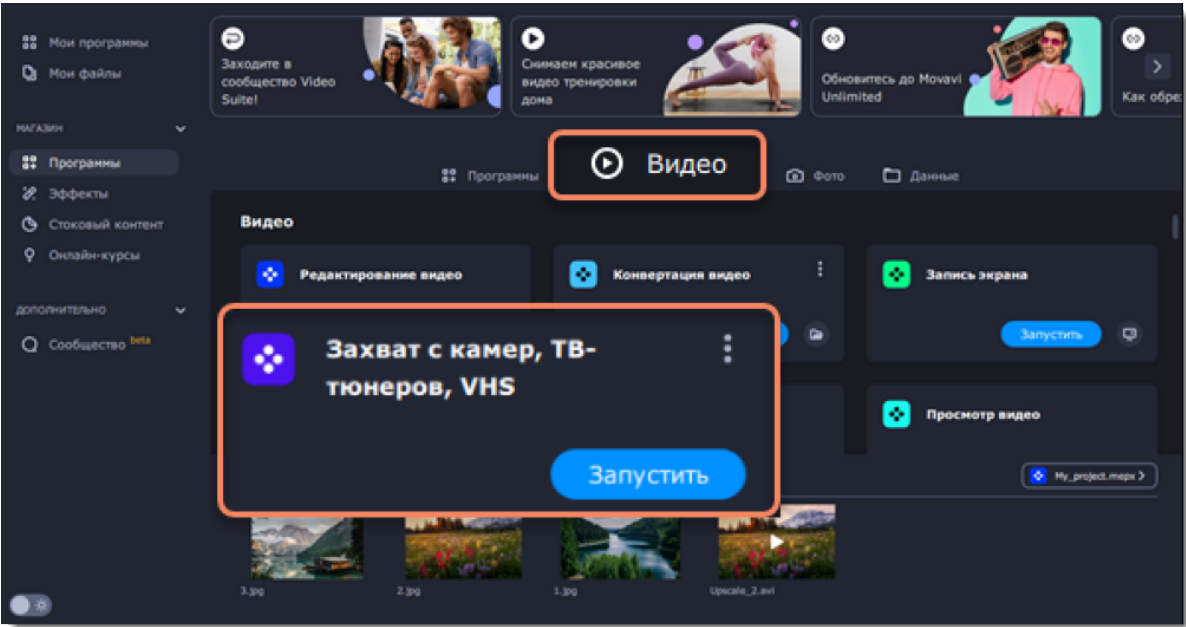 Мои программы
Мои файлы
МАГАЗИН
Программы
Эффекты
Стоковый контент
Онлайн-курсы
ДОПОЛНИТЕЛЬНО
Сообщество beta
Заходите в
сообщество Video
Suite!
Снимаем красивое
видео тренировки
дома
Обновитесь до Movavi
Unlimited
Как обре
Программы
Видео
Фото
Данные
Видео
Редактирование видео
Конвертация видео
Запись экрана
Запустить
Захват с камер, ТВ-
тюнеров, VHS
Запустить
Просмотр видео
My_project.mepx
3.jpg
2.jpg
1.jpg
Upscale_2.avi